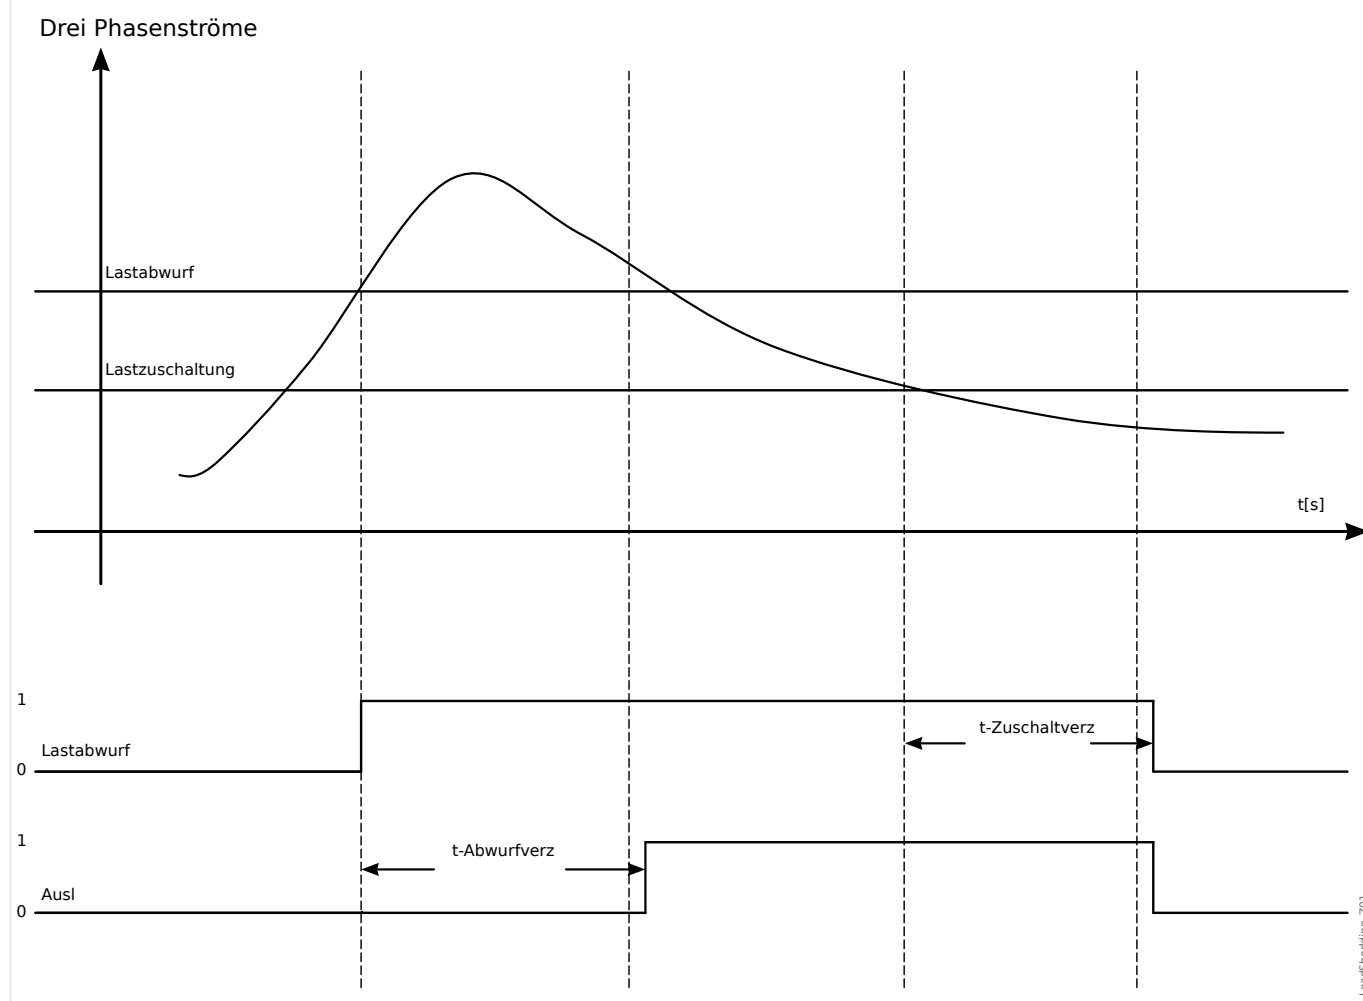 Drei Phasenströme
Lastabwurf
Lastzuschaltung
t[s]
1
t-Zuschaltverz
Lastabwurf
0
1
t-Abwurfverz
Ausl
0